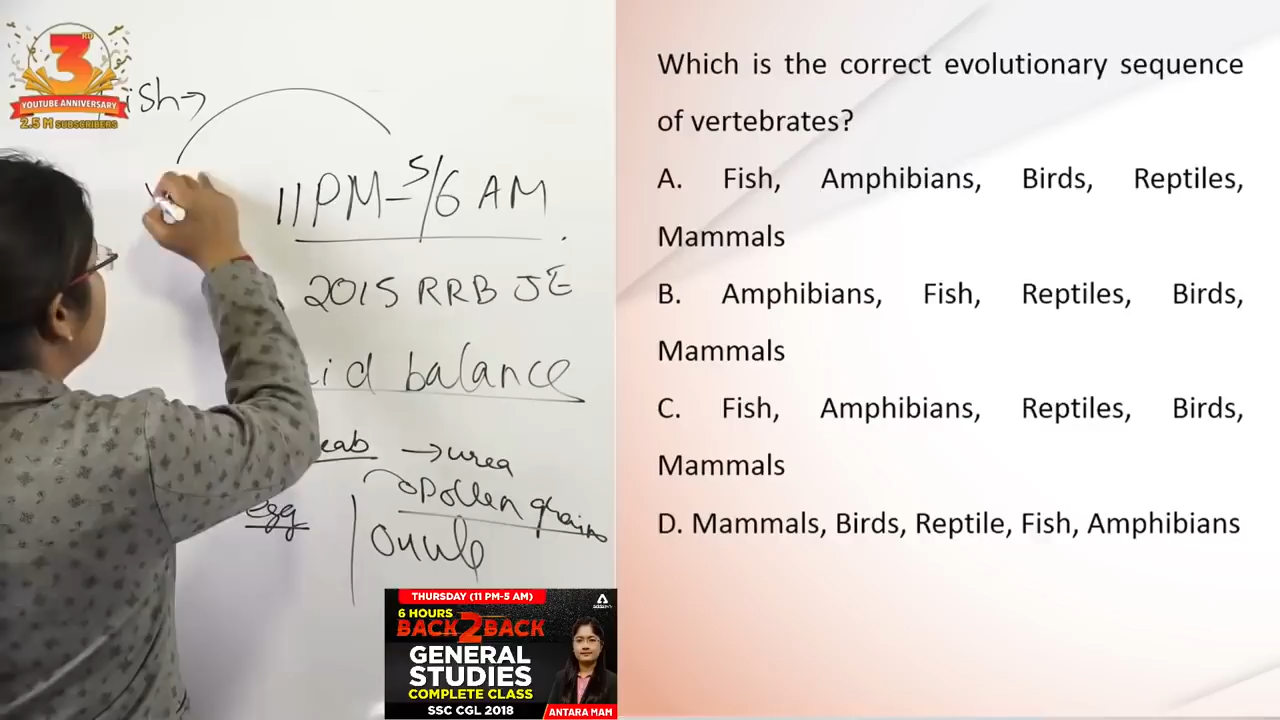 3RD
YOUTUBE ANNIVERSARY
2.5 M SUBSCRIBERS
ish→
11PM-5/6 AM
2015 RRB JE
id balance
→urea
egg
Pollen grains
Ovule
THURSDAY (11 PM-5 AM)
6 HOURS
BACK2BACK
GENERAL
STUDIES
COMPLETE CLASS
SSC CGL 2018
ANTARA MAM
Which is the correct evolutionary sequence
of vertebrates?
A. Fish, Amphibians, Birds, Reptiles,
Mammals
B. Amphibians, Fish, Reptiles, Birds,
Mammals
C. Fish, Amphibians, Reptiles, Birds,
Mammals
D. Mammals, Birds, Reptile, Fish, Amphibians